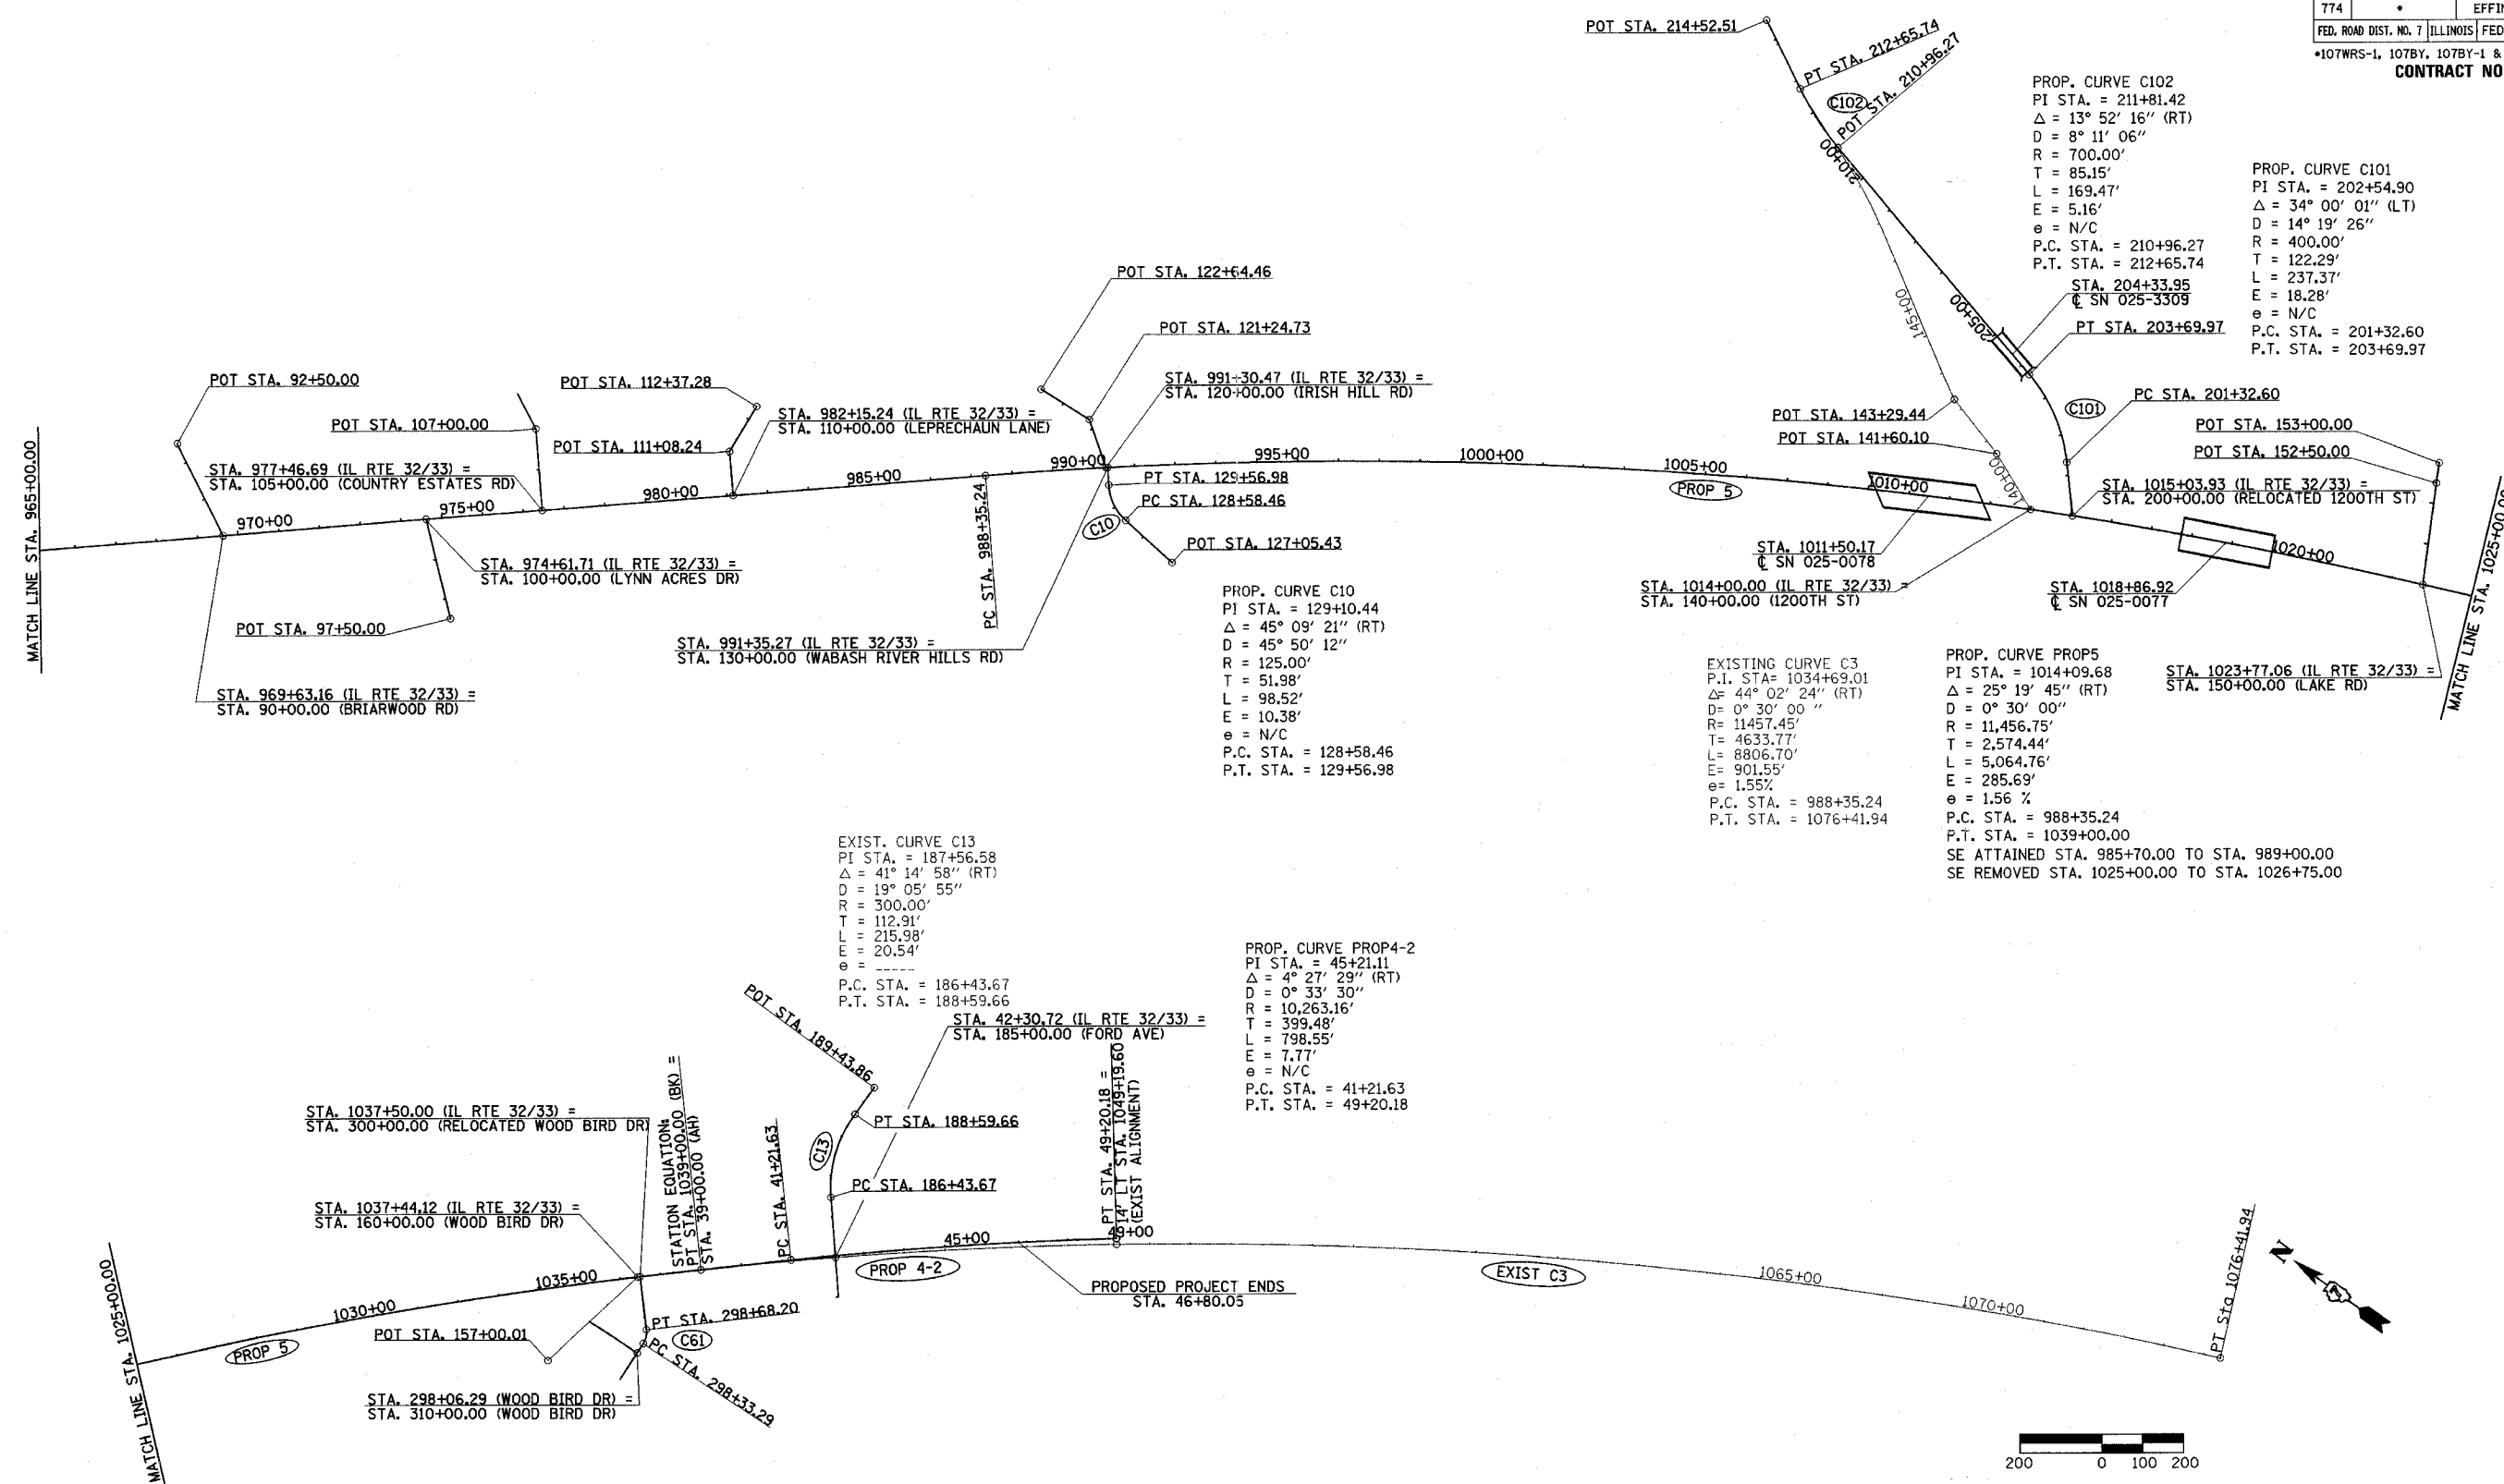 774 • EFFIN
FED. ROAD DIST. NO. 7 ILLINOIS FED
•107WRS-1, 107BY, 107BY-1 &
CONTRACT NO
POT STA. 214+52.51
PT STA. 212+65.74
POT STA. 210+96.27
C102
210+00
PROP. CURVE C102
PI STA. = 211+81.42
Δ = 13° 52' 16" (RT)
D = 8° 11' 06"
R = 700.00'
T = 85.15'
L = 169.47'
E = 5.16'
e = N/C
P.C. STA. = 210+96.27
P.T. STA. = 212+65.74
PROP. CURVE C101
PI STA. = 202+54.90
Δ = 34° 00' 01" (LT)
D = 14° 19' 26"
R = 400.00'
T = 122.29'
L = 237.37'
E = 18.28'
e = N/C
P.C. STA. = 201+32.60
P.T. STA. = 203+69.97
STA. 204+33.95
℄ SN 025-3309
PT STA. 203+69.97
205+00
145+00
PC STA. 201+32.60
C101
POT STA. 143+29.44
POT STA. 141+60.10
140+00
POT STA. 153+00.00
POT STA. 152+50.00
STA. 1015+03.93 (IL RTE 32/33) =
STA. 200+00.00 (RELOCATED 1200TH ST)
POT STA. 122+64.46
POT STA. 121+24.73
STA. 991+30.47 (IL RTE 32/33) =
STA. 120+00.00 (IRISH HILL RD)
POT STA. 92+50.00
POT STA. 112+37.28
POT STA. 107+00.00
STA. 982+15.24 (IL RTE 32/33) =
STA. 110+00.00 (LEPRECHAUN LANE)
POT STA. 111+08.24
STA. 977+46.69 (IL RTE 32/33) =
STA. 105+00.00 (COUNTRY ESTATES RD)
MATCH LINE STA. 965+00.00
970+00
975+00
980+00
985+00
990+00
995+00
1000+00
1005+00
PROP 5
1010+00
1020+00
MATCH LINE STA. 1025+00.00
PT STA. 129+56.98
PC STA. 128+58.46
C10
POT STA. 127+05.43
PC STA. 988+35.24
STA. 974+61.71 (IL RTE 32/33) =
STA. 100+00.00 (LYNN ACRES DR)
POT STA. 97+50.00
STA. 991+35.27 (IL RTE 32/33) =
STA. 130+00.00 (WABASH RIVER HILLS RD)
STA. 969+63.16 (IL RTE 32/33) =
STA. 90+00.00 (BRIARWOOD RD)
STA. 1011+50.17
℄ SN 025-0078
STA. 1014+00.00 (IL RTE 32/33) =
STA. 140+00.00 (1200TH ST)
STA. 1018+86.92
℄ SN 025-0077
STA. 1023+77.06 (IL RTE 32/33) =
STA. 150+00.00 (LAKE RD)
PROP. CURVE C10
PI STA. = 129+10.44
Δ = 45° 09' 21" (RT)
D = 45° 50' 12"
R = 125.00'
T = 51.98'
L = 98.52'
E = 10.38'
e = N/C
P.C. STA. = 128+58.46
P.T. STA. = 129+56.98
EXISTING CURVE C3
P.I. STA= 1034+69.01
Δ= 44° 02' 24" (RT)
D= 0° 30' 00 "
R= 11457.45'
T= 4633.77'
L= 8806.70'
E= 901.55'
e= 1.55%
P.C. STA. = 988+35.24
P.T. STA. = 1076+41.94
PROP. CURVE PROP5
PI STA. = 1014+09.68
Δ = 25° 19' 45" (RT)
D = 0° 30' 00"
R = 11,456.75'
T = 2,574.44'
L = 5,064.76'
E = 285.69'
e = 1.56 %
P.C. STA. = 988+35.24
P.T. STA. = 1039+00.00
SE ATTAINED STA. 985+70.00 TO STA. 989+00.00
SE REMOVED STA. 1025+00.00 TO STA. 1026+75.00
EXIST. CURVE C13
PI STA. = 187+56.58
Δ = 41° 14' 58" (RT)
D = 19° 05' 55"
R = 300.00'
T = 112.91'
L = 215.98'
E = 20.54'
e = -----
P.C. STA. = 186+43.67
P.T. STA. = 188+59.66
PROP. CURVE PROP4-2
PI STA. = 45+21.11
Δ = 4° 27' 29" (RT)
D = 0° 33' 30"
R = 10,263.16'
T = 399.48'
L = 798.55'
E = 7.77'
e = N/C
P.C. STA. = 41+21.63
P.T. STA. = 49+20.18
POT STA. 189+43.86
STA. 42+30.72 (IL RTE 32/33) =
STA. 185+00.00 (FORD AVE)
PT STA. 188+59.66
C13
PC STA. 186+43.67
STA. 1037+50.00 (IL RTE 32/33) =
STA. 300+00.00 (RELOCATED WOOD BIRD DR)
STA. 1037+44.12 (IL RTE 32/33) =
STA. 160+00.00 (WOOD BIRD DR)
STATION EQUATION:
PT STA. 1039+00.00 (BK) =
STA. 39+00.00 (AH)
PC STA. 41+21.63
PT STA. 49+20.18 =
14' LT STA. 1049+19.60
(EXIST ALIGNMENT)
MATCH LINE STA. 1025+00.00
1030+00
1035+00
45+00
49+00
PROP 5
PROP 4-2
EXIST C3
1065+00
1070+00
PT Sta 1076+41.94
PROPOSED PROJECT ENDS
STA. 46+80.05
PT STA. 298+68.20
C61
PC STA. 298+33.29
POT STA. 157+00.01
STA. 298+06.29 (WOOD BIRD DR) =
STA. 310+00.00 (WOOD BIRD DR)
N
200 0 100 200